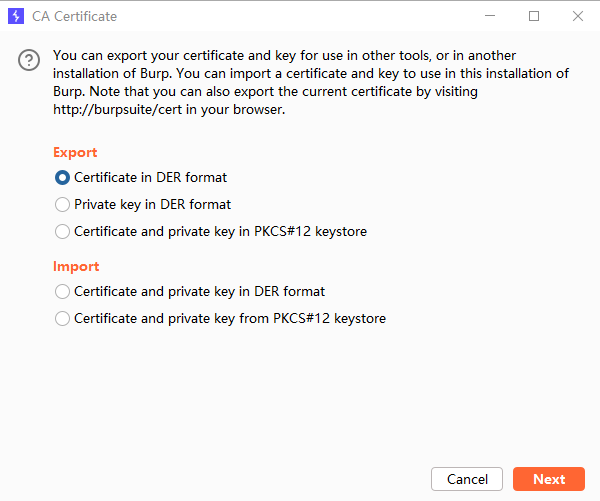 CA Certificate
You can export your certificate and key for use in other tools, or in another
installation of Burp. You can import a certificate and key to use in this installation of
Burp. Note that you can also export the current certificate by visiting
http://burpsuite/cert in your browser.
Export
Certificate in DER format
Private key in DER format
Certificate and private key in PKCS#12 keystore
Import
Certificate and private key in DER format
Certificate and private key from PKCS#12 keystore
Cancel
Next